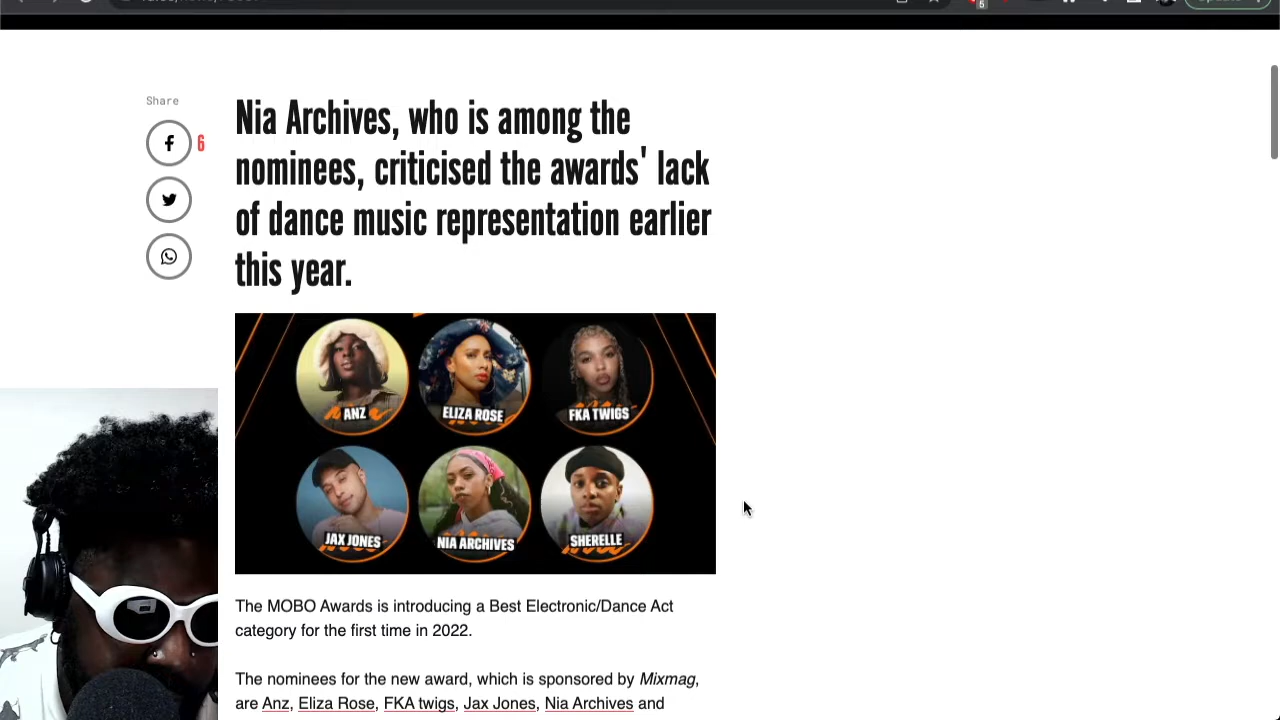 Share
6
Nia Archives, who is among the
nominees, criticised the awards' lack
of dance music representation earlier
this year.
ANZ
ELIZA ROSE
FKA TWIGS
JAX JONES
NIA ARCHIVES
SHERELLE
The MOBO Awards is introducing a Best Electronic/Dance Act
category for the first time in 2022.
The nominees for the new award, which is sponsored by Mixmag,
are Anz, Eliza Rose, FKA twigs, Jax Jones, Nia Archives and